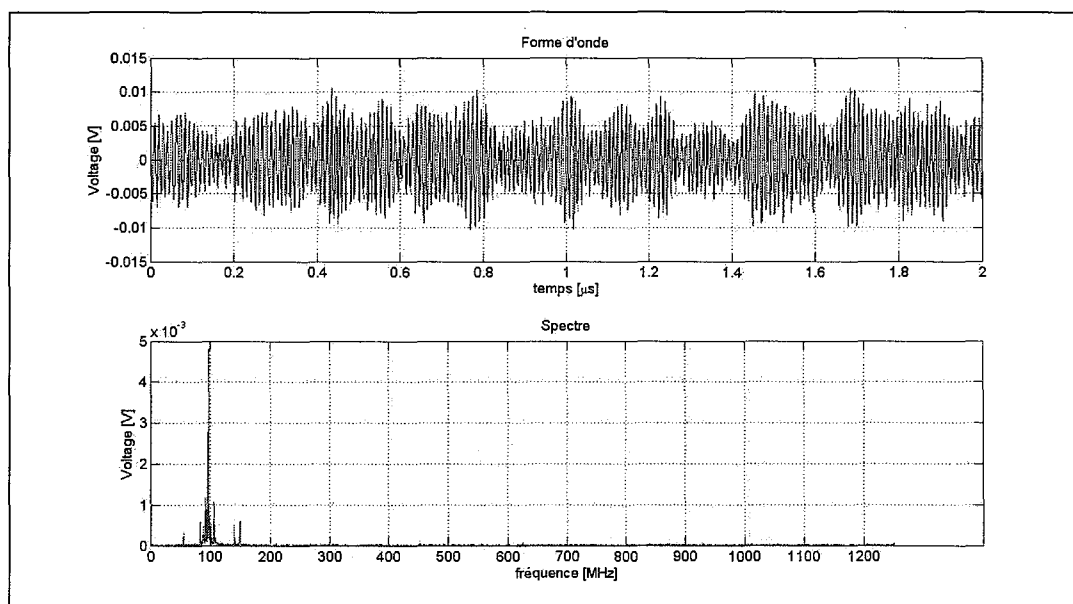 Forme d'onde
0.015
0.01
0.005
0
-0.005
-0.01
-0.015
Voltage [V]
0 0.2 0.4 0.6 0.8 1 1.2 1.4 1.6 1.8 2
temps [μs]
Spectre
5 x 10⁻³
4
3
2
1
0
Voltage [V]
0 100 200 300 400 500 600 700 800 900 1000 1100 1200
fréquence [MHz]